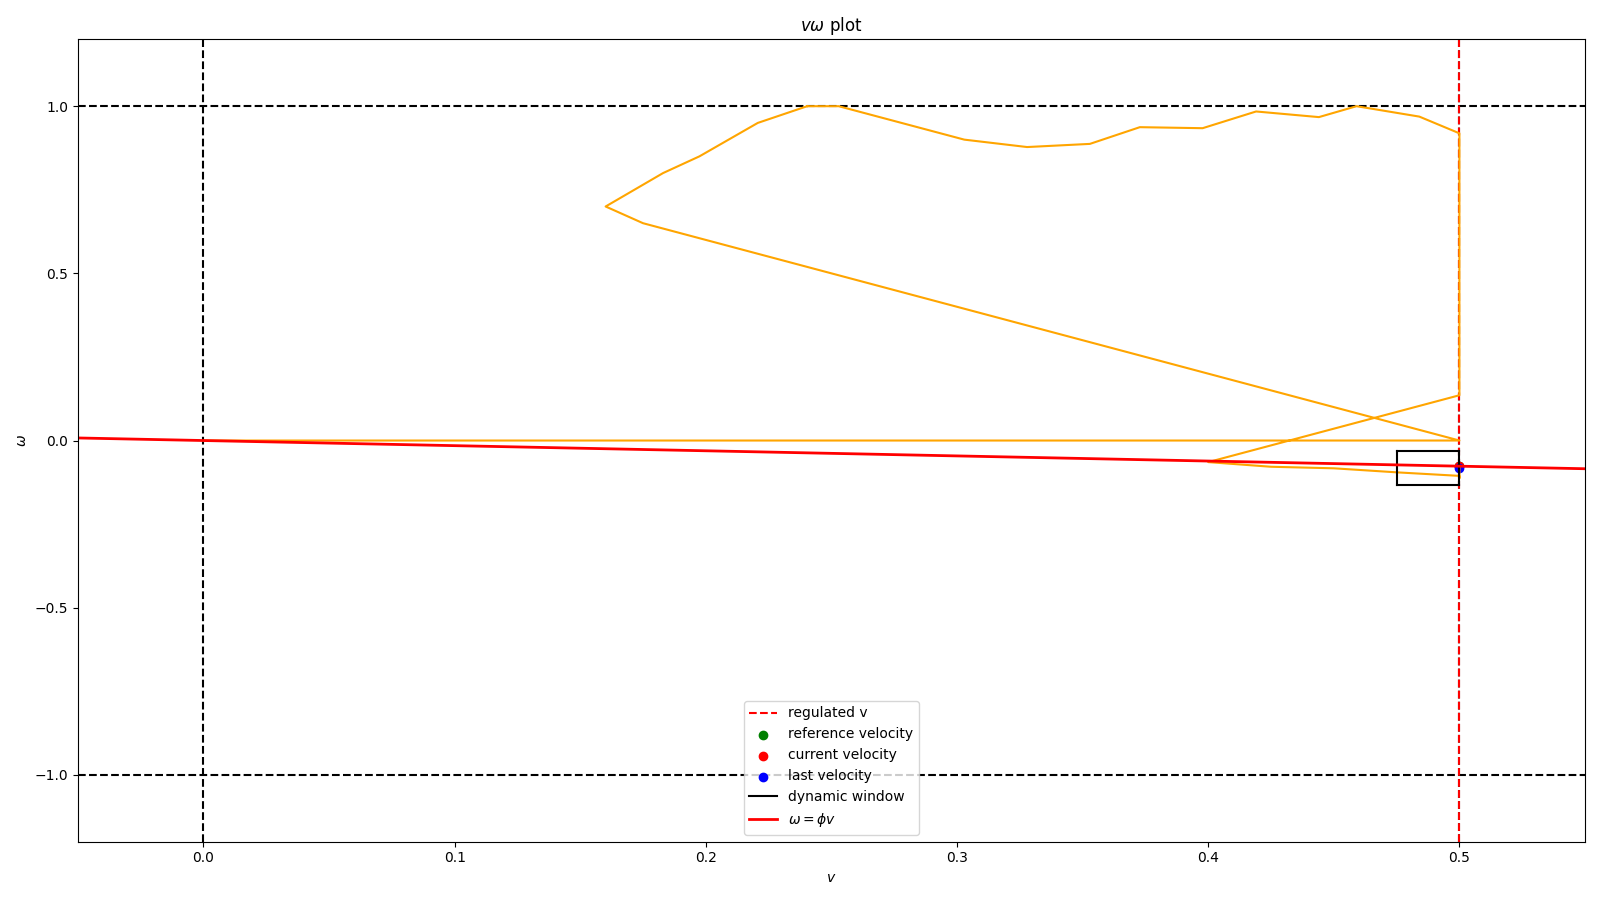 vω plot
1.0
0.5
0.0
−0.5
−1.0
ω
regulated v
reference velocity
current velocity
last velocity
dynamic window
ω = ϕv
0.0 0.1 0.2 0.3 0.4 0.5
v